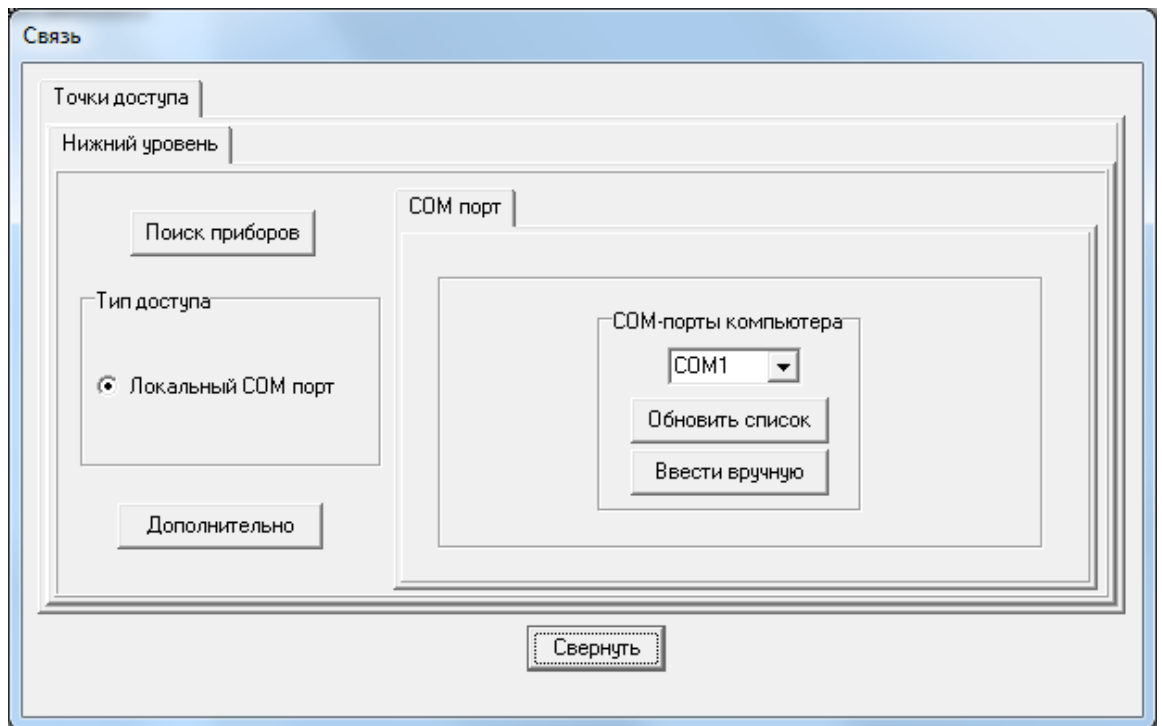 Связь
Точки доступа
Нижний уровень
Поиск приборов
Тип доступа
Локальный COM порт
Дополнительно
COM порт
COM-порты компьютера
COM1
Обновить список
Ввести вручную
Свернуть